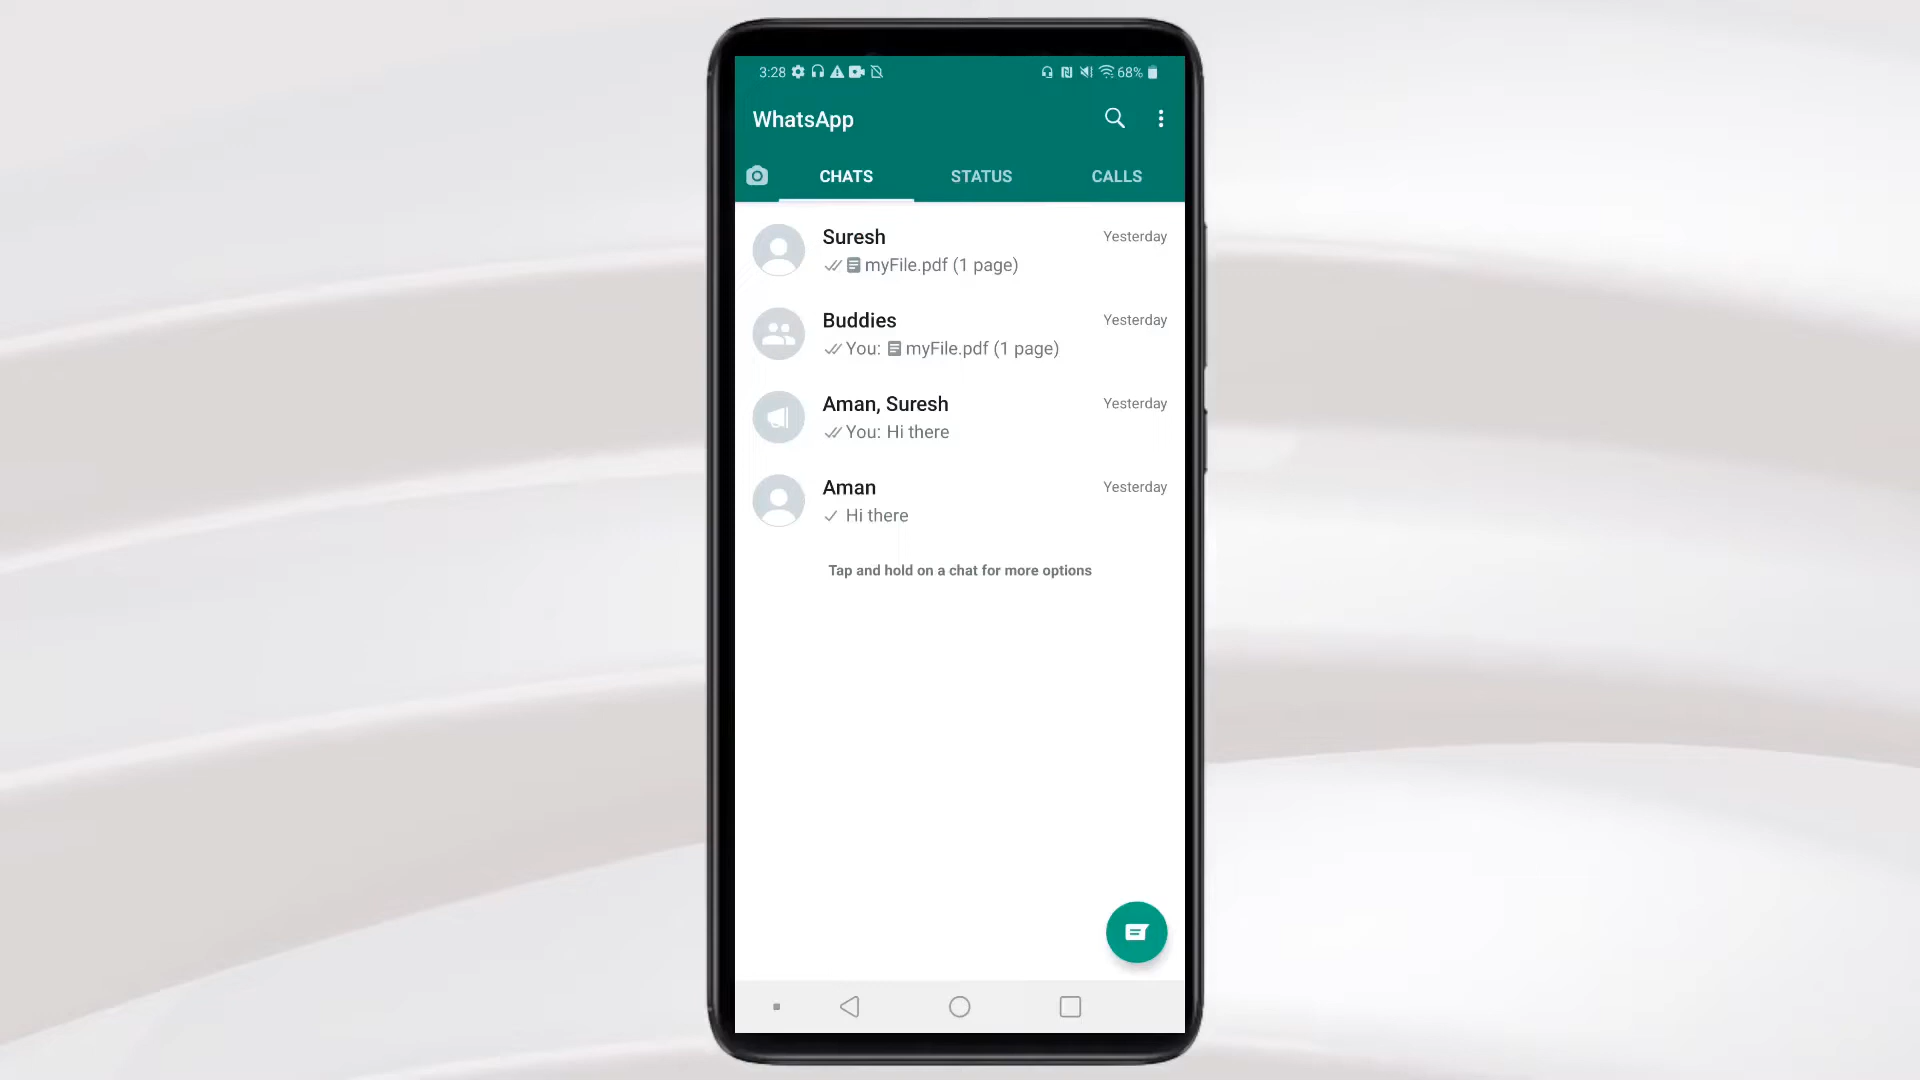 3:28 68%
WhatsApp
CHATS STATUS CALLS
Suresh Yesterday
myFile.pdf (1 page)
Buddies Yesterday
You: myFile.pdf (1 page)
Aman, Suresh Yesterday
You: Hi there
Aman Yesterday
Hi there
Tap and hold on a chat for more options